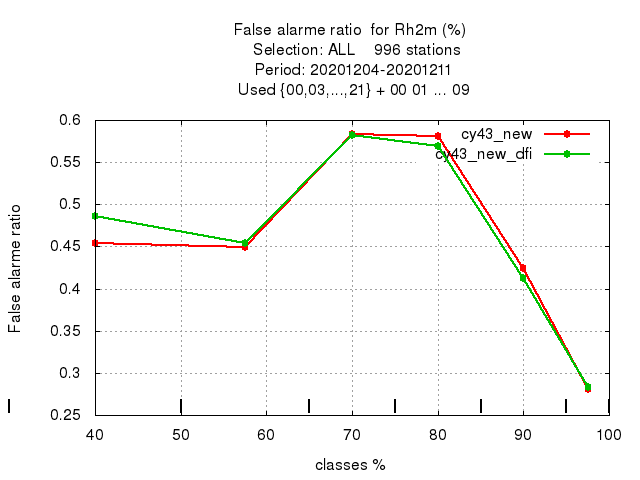 False alarme ratio  for Rh2m (%)
Selection: ALL    996 stations
Period: 20201204-20201211
Used {00,03,...,21} + 00 01 ... 09
cy43_new
cy43_new_dfi
False alarme ratio
0.6
0.55
0.5
0.45
0.4
0.35
0.3
0.25
40 50 60 70 80 90 100
classes %